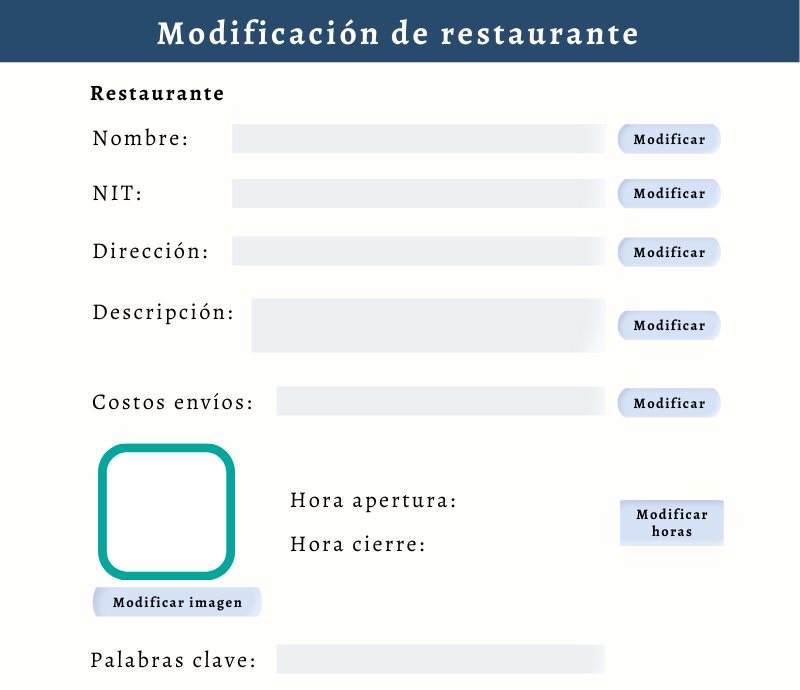 Modificación de restaurante
Restaurante
Nombre:
Modificar
NIT:
Modificar
Dirección:
Modificar
Descripción:
Modificar
Costos envíos:
Modificar
Hora apertura:
Modificar
horas
Hora cierre:
Modificar imagen
Palabras clave: